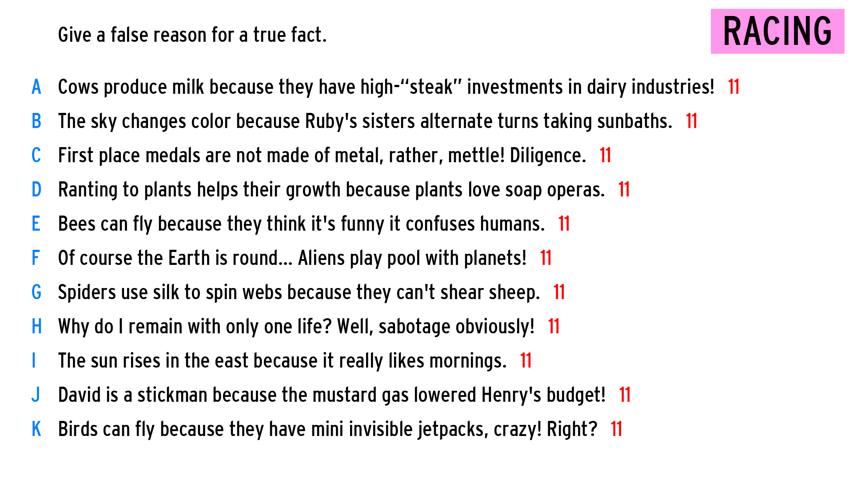 Give a false reason for a true fact.
RACING
A Cows produce milk because they have high-“steak” investments in dairy industries! 11
B The sky changes color because Ruby's sisters alternate turns taking sunbaths. 11
C First place medals are not made of metal, rather, mettle! Diligence. 11
D Ranting to plants helps their growth because plants love soap operas. 11
E Bees can fly because they think it's funny it confuses humans. 11
F Of course the Earth is round... Aliens play pool with planets! 11
G Spiders use silk to spin webs because they can't shear sheep. 11
H Why do I remain with only one life? Well, sabotage obviously! 11
I The sun rises in the east because it really likes mornings. 11
J David is a stickman because the mustard gas lowered Henry's budget! 11
K Birds can fly because they have mini invisible jetpacks, crazy! Right? 11